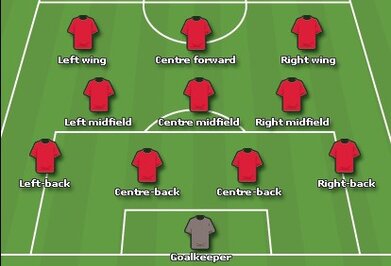 Left wing
Centre forward
Right wing
Left midfield
Centre midfield
Right midfield
Left-back
Centre-back
Centre-back
Right-back
Goalkeeper